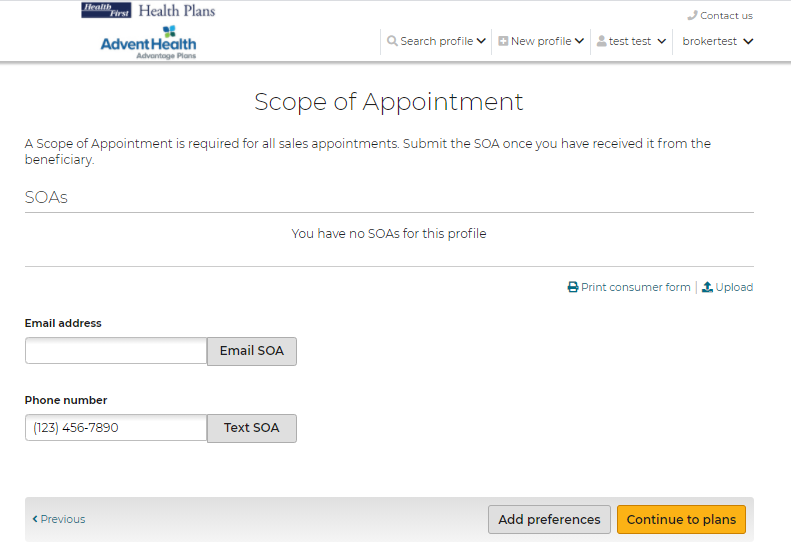 Health First Health Plans
Contact us
AdventHealth
Advantage Plans
Search profile
New profile
test test
brokertest
Scope of Appointment
A Scope of Appointment is required for all sales appointments. Submit the SOA once you have received it from the
beneficiary.
SOAs
You have no SOAs for this profile
Print consumer form | Upload
Email address
Email SOA
Phone number
(123) 456-7890 Text SOA
Previous
Add preferences
Continue to plans